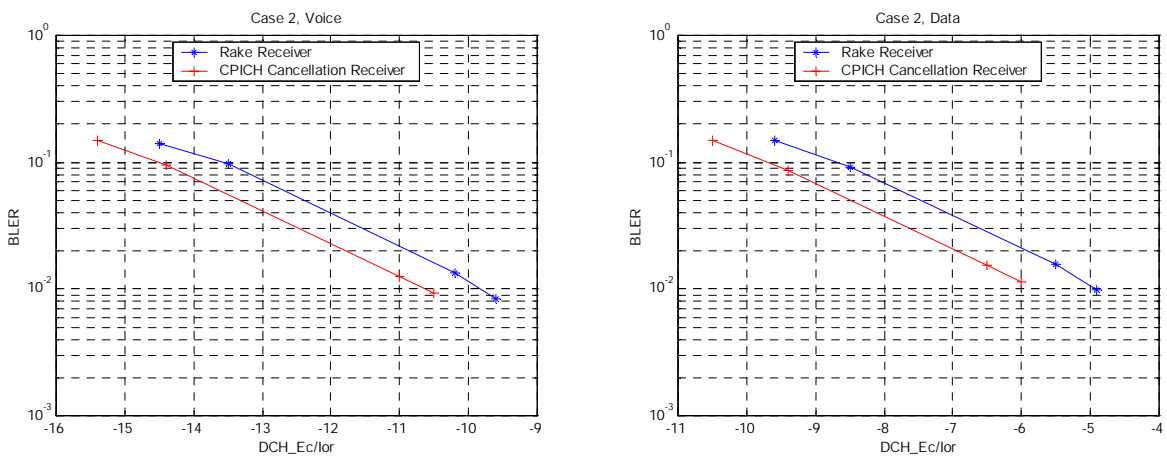 Case 2, Voice
10^0
Rake Receiver
CPICH Cancellation Receiver
10^-1
BLER
10^-2
10^-3
-16 -15 -14 -13 -12 -11 -10 -9
DCH_Ec/Ior
Case 2, Data
10^0
Rake Receiver
CPICH Cancellation Receiver
10^-1
BLER
10^-2
10^-3
-11 -10 -9 -8 -7 -6 -5 -4
DCH_Ec/Ior